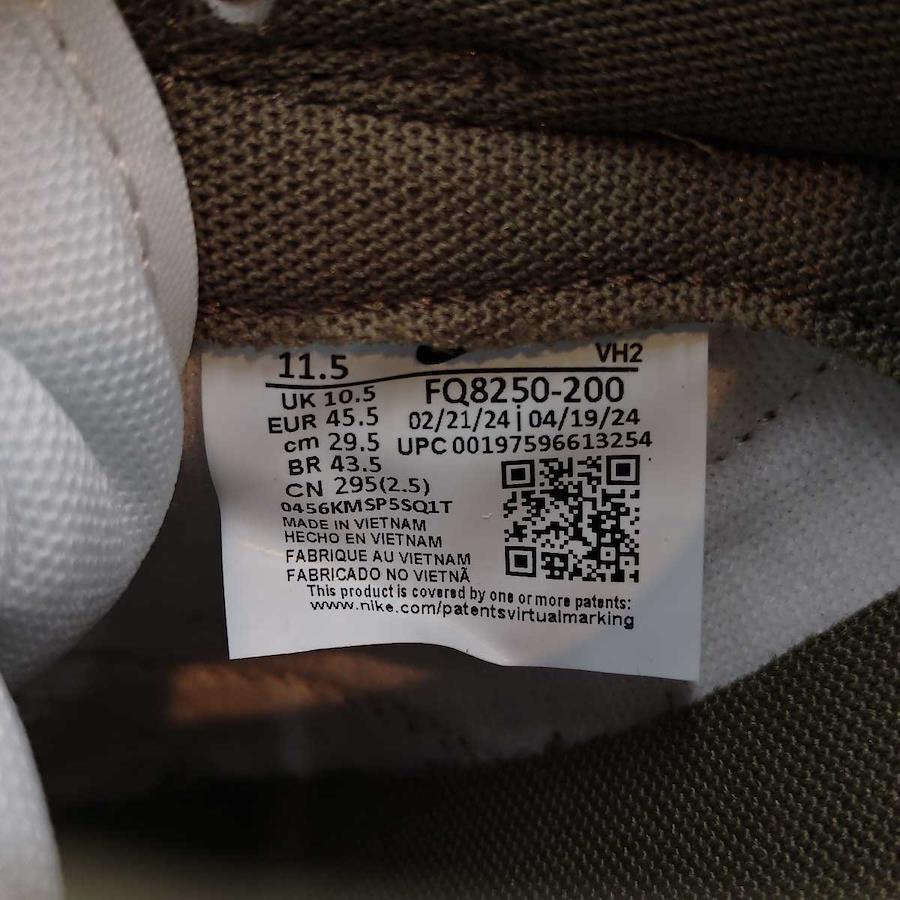 11.5 VH2
UK 10.5 FQ8250-200
EUR 45.5 02/21/24|04/19/24
cm 29.5 UPC 00197596613254
BR 43.5
CN 295(2.5)
0456KMSP5SQ1T
MADE IN VIETNAM
HECHO EN VIETNAM
FABRIQUE AU VIETNAM
FABRICADO NO VIETNÃ
This product is covered by one or more patents:
www.nike.com/patentsvirtualmarking